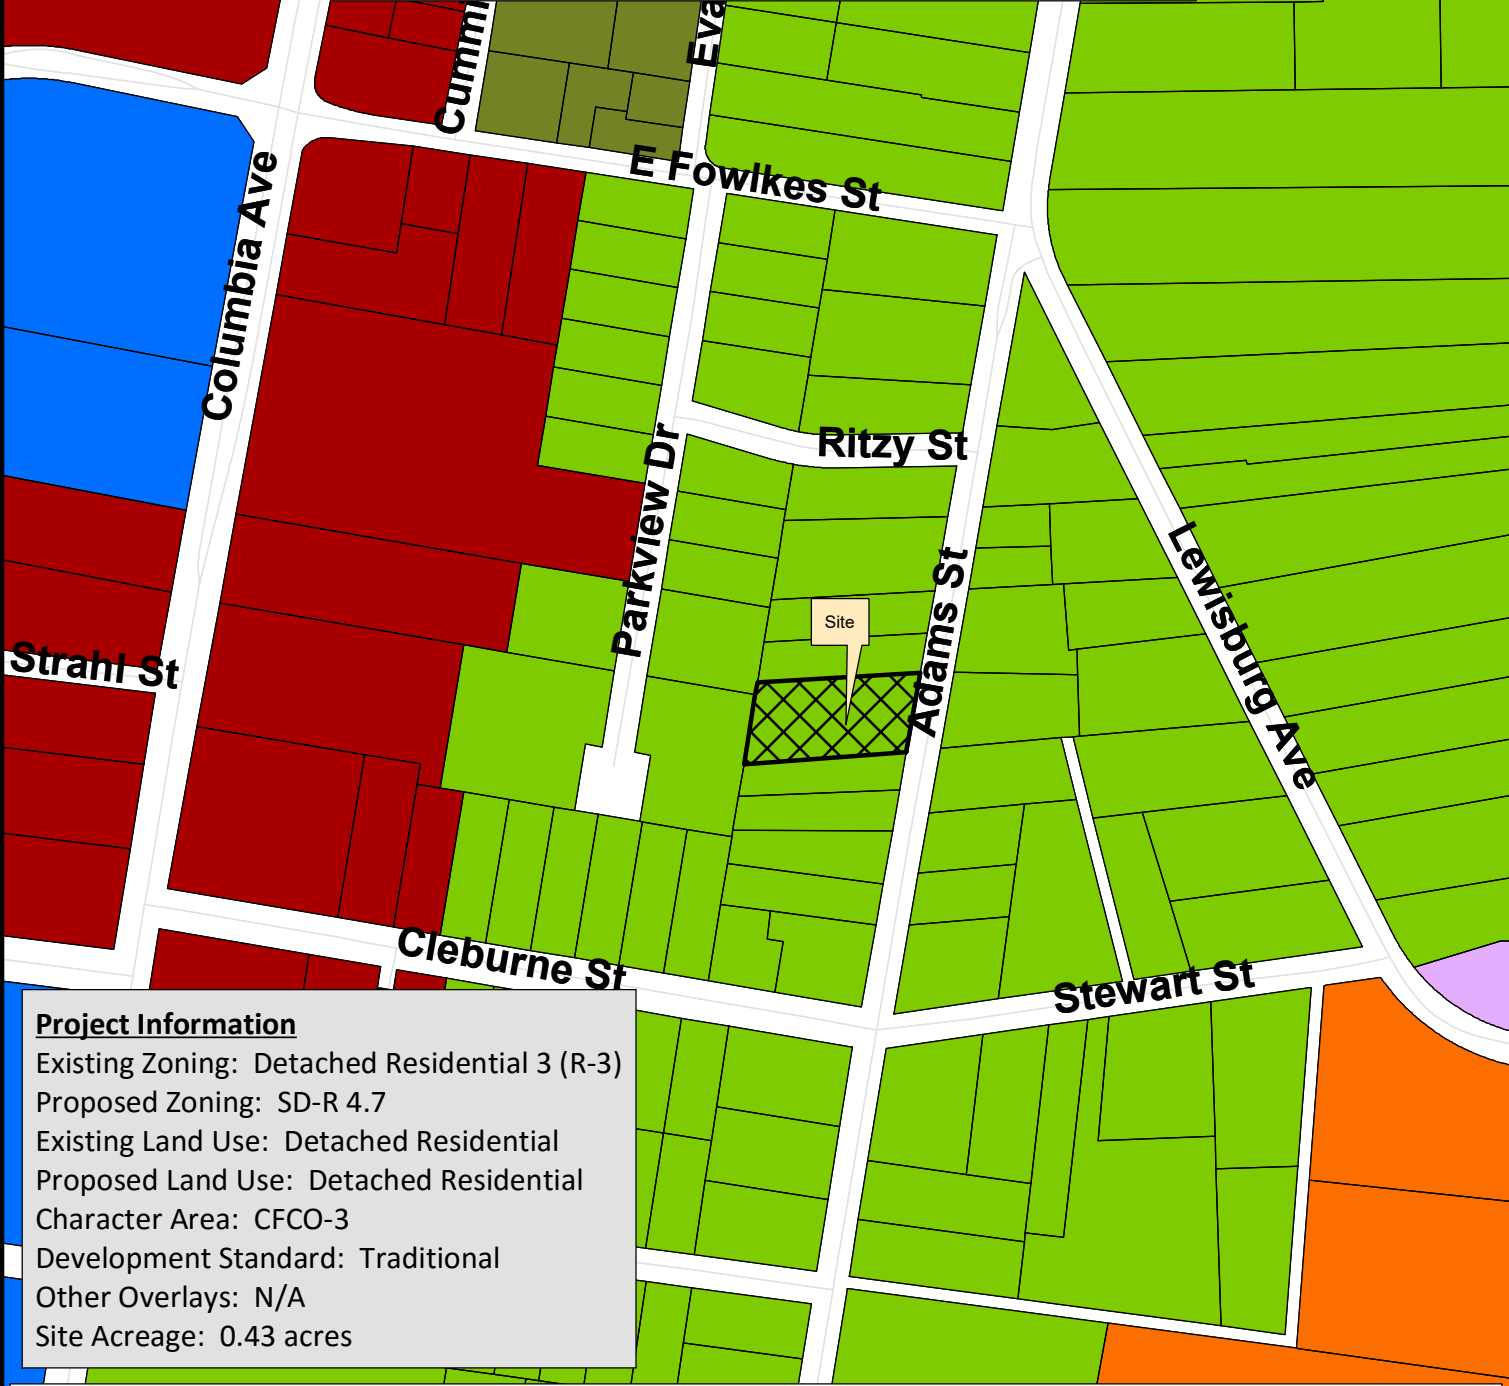 Cummi
Eva
E Fowlkes St
Columbia Ave
Ritzy St
Parkview Dr
Adams St
Lewisburg Ave
Site
Strahl St
Cleburne St
Stewart St
Project Information
Existing Zoning: Detached Residential 3 (R-3)
Proposed Zoning: SD-R 4.7
Existing Land Use: Detached Residential
Proposed Land Use: Detached Residential
Character Area: CFCO-3
Development Standard: Traditional
Other Overlays: N/A
Site Acreage: 0.43 acres